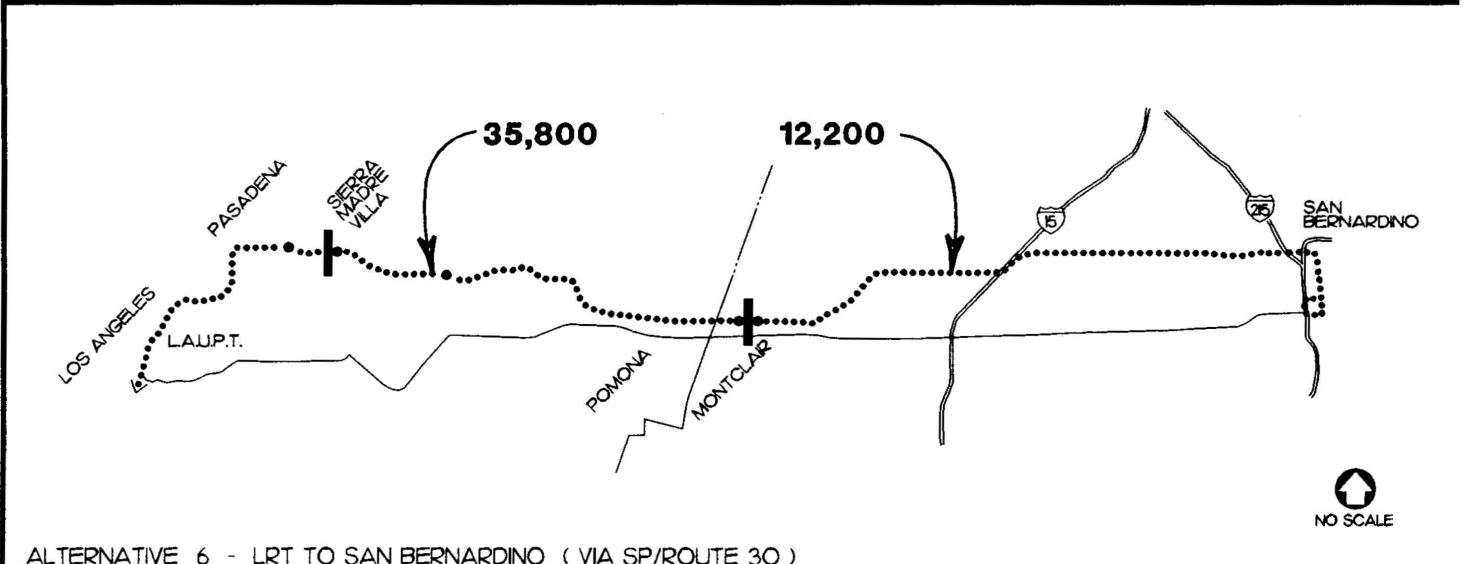 35,800
12,200
PASADENA
SIERRA
MADRE
VILLA
15
215
SAN
BERNARDINO
LOS ANGELES
L.A.U.P.T.
POMONA
MONTCLAIR
NO SCALE
ALTERNATIVE 6 - LRT TO SAN BERNARDINO ( VIA SP/ROUTE 30 )